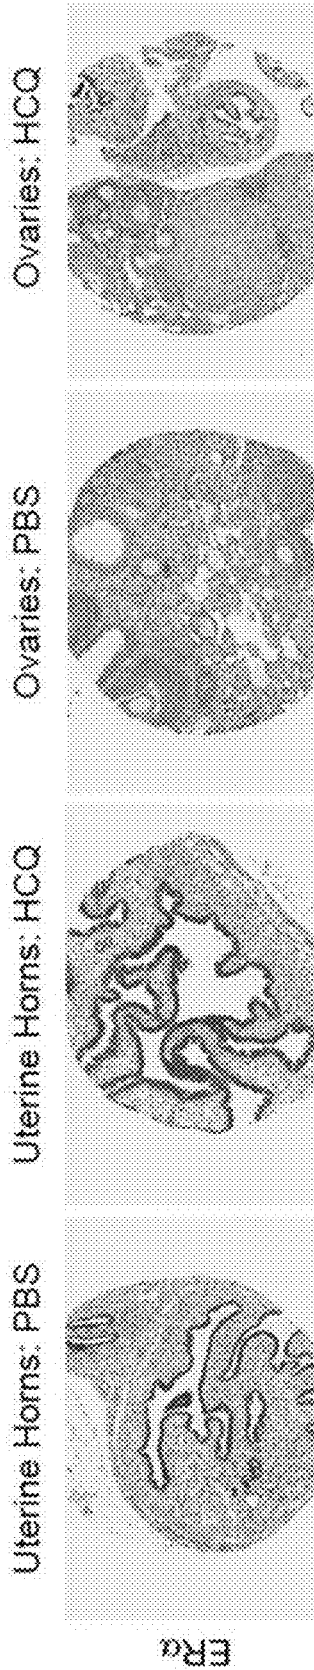 Uterine Horns: PBS
Uterine Horns: HCQ
Ovaries: PBS
Ovaries: HCQ
ERα